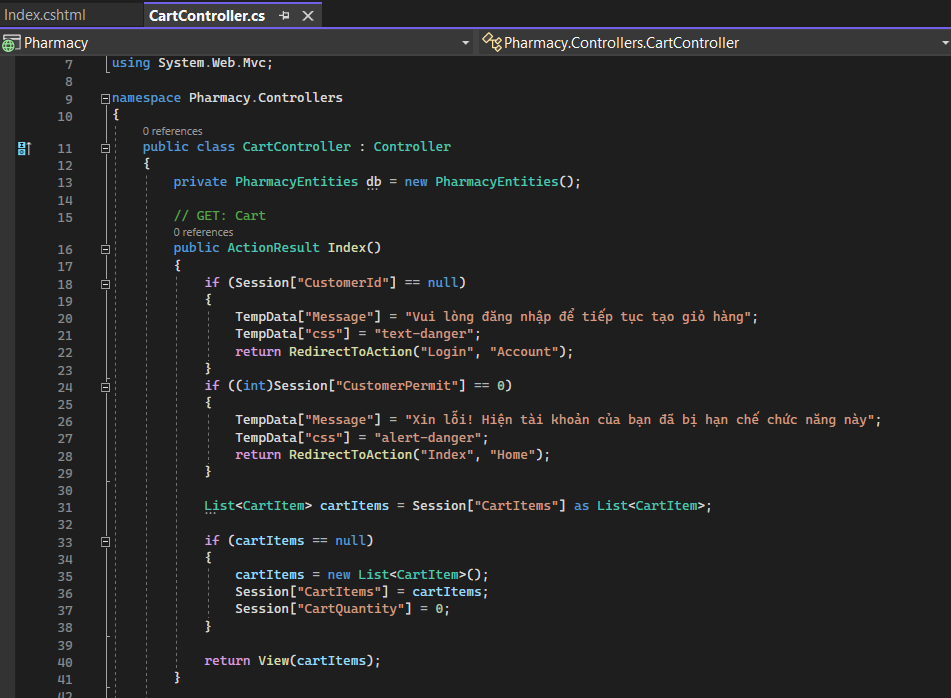 Index.cshtml CartController.cs
Pharmacy Pharmacy.Controllers.CartController
7 using System.Web.Mvc;
8
9 namespace Pharmacy.Controllers
10 {
0 references
11 public class CartController : Controller
12 {
13 private PharmacyEntities db = new PharmacyEntities();
14
15 // GET: Cart
0 references
16 public ActionResult Index()
17 {
18 if (Session["CustomerId"] == null)
19 {
20 TempData["Message"] = "Vui lòng đăng nhập để tiếp tục tạo giỏ hàng";
21 TempData["css"] = "text-danger";
22 return RedirectToAction("Login", "Account");
23 }
24 if ((int)Session["CustomerPermit"] == 0)
25 {
26 TempData["Message"] = "Xin lỗi! Hiện tài khoản của bạn đã bị hạn chế chức năng này";
27 TempData["css"] = "alert-danger";
28 return RedirectToAction("Index", "Home");
29 }
30
31 List<CartItem> cartItems = Session["CartItems"] as List<CartItem>;
32
33 if (cartItems == null)
34 {
35 cartItems = new List<CartItem>();
36 Session["CartItems"] = cartItems;
37 Session["CartQuantity"] = 0;
38 }
39
40 return View(cartItems);
41 }
42